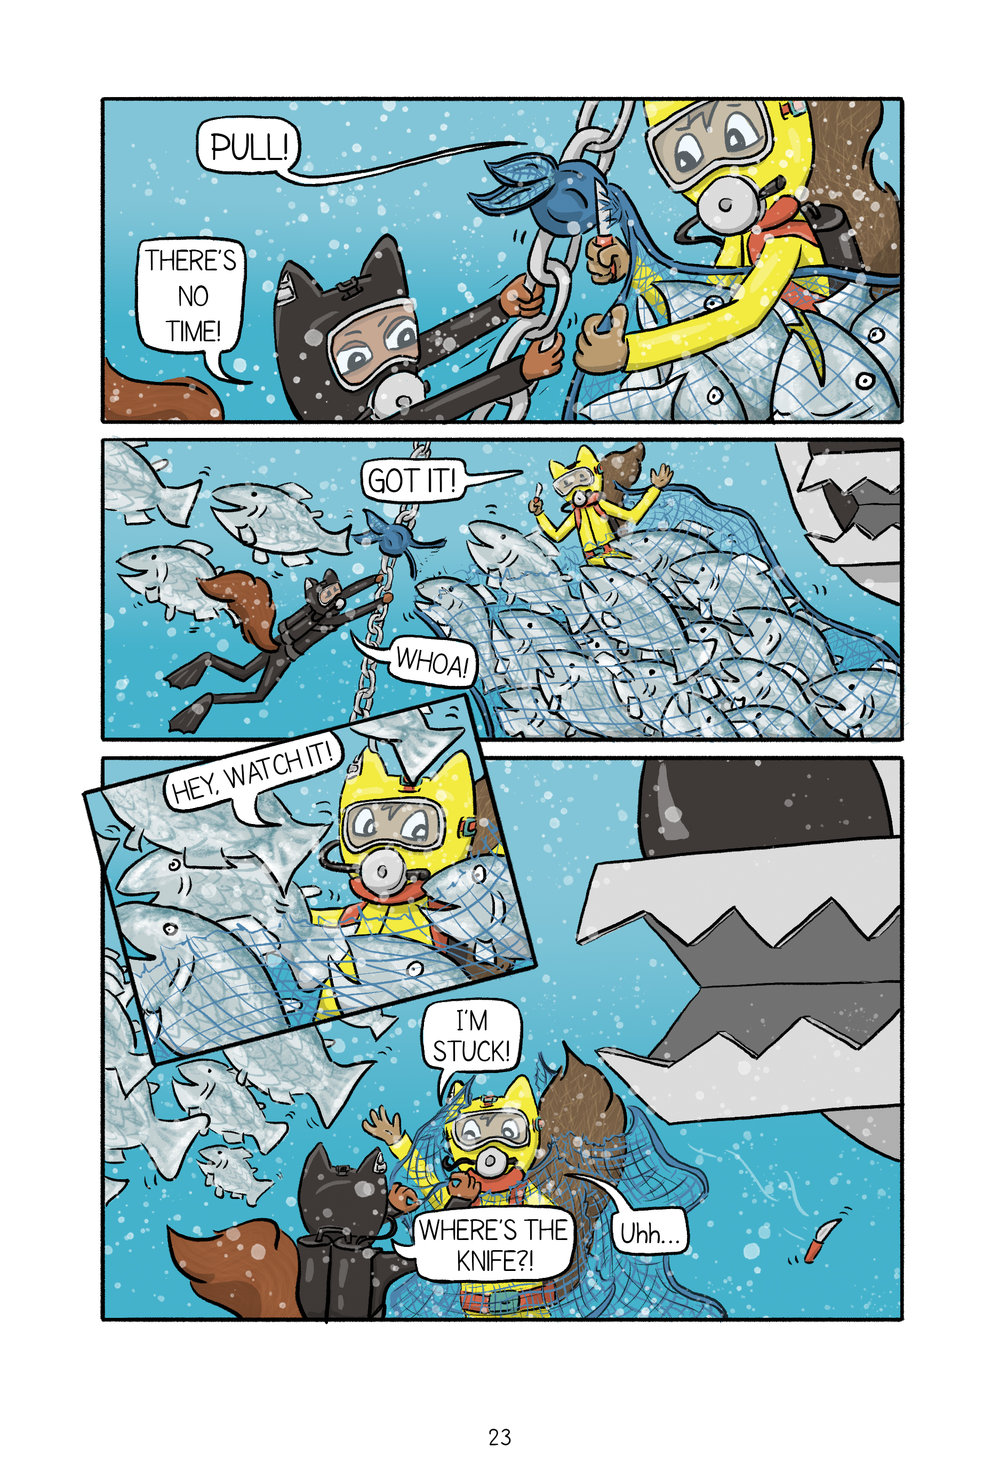 PULL!
THERE'S
NO
TIME!
GOT IT!
WHOA!
HEY, WATCH IT!
I'M
STUCK!
WHERE'S THE
KNIFE?!
Uhh...
23